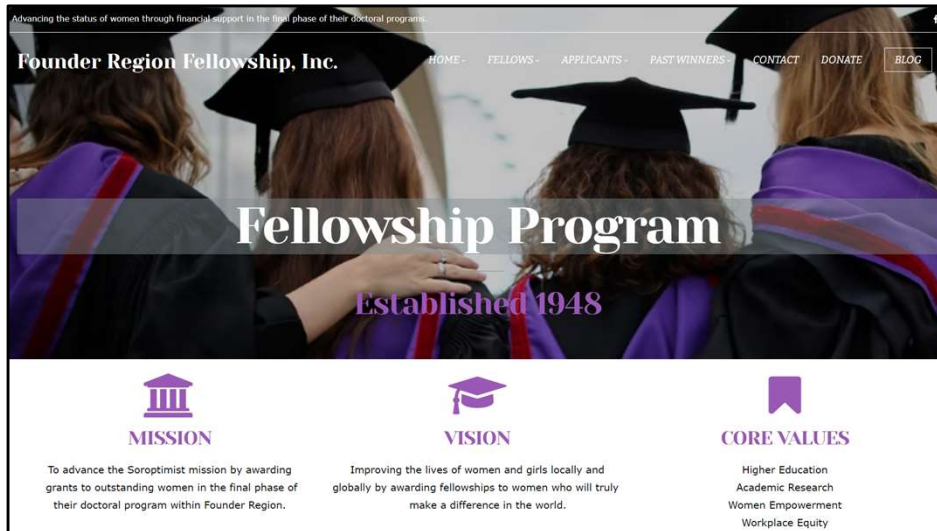 Advancing the status of women through financial support in the final phase of their doctoral programs.
Founder Region Fellowship, Inc.
HOME
FELLOWS
APPLICANTS
PAST WINNERS
CONTACT
DONATE
BLOG
Fellowship Program
Established 1948
MISSION
To advance the Soroptimist mission by awarding
grants to outstanding women in the final phase of
their doctoral program within Founder Region.
VISION
Improving the lives of women and girls locally and
globally by awarding fellowships to women who will truly
make a difference in the world.
CORE VALUES
Higher Education
Academic Research
Women Empowerment
Workplace Equity